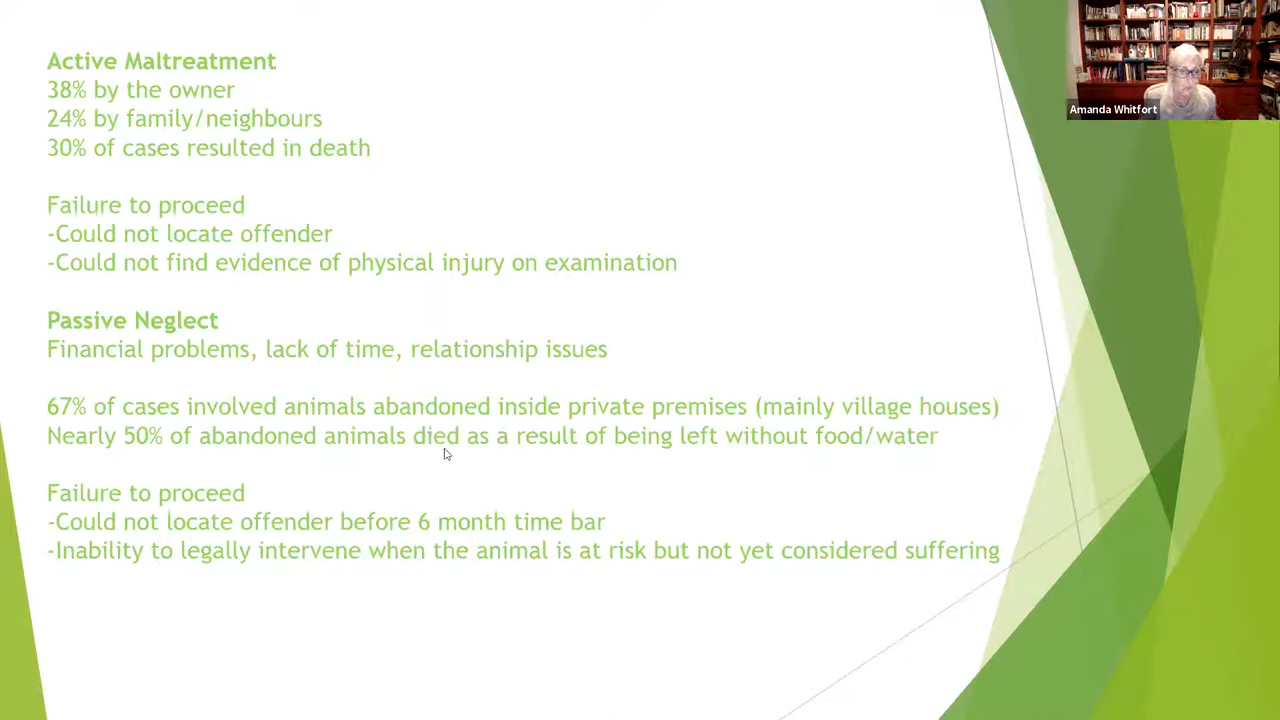 Active Maltreatment
38% by the owner
24% by family/neighbours
30% of cases resulted in death
Failure to proceed
-Could not locate offender
-Could not find evidence of physical injury on examination
Passive Neglect
Financial problems, lack of time, relationship issues
67% of cases involved animals abandoned inside private premises (mainly village houses)
Nearly 50% of abandoned animals died as a result of being left without food/water
Failure to proceed
-Could not locate offender before 6 month time bar
-Inability to legally intervene when the animal is at risk but not yet considered suffering
Amanda Whitfort